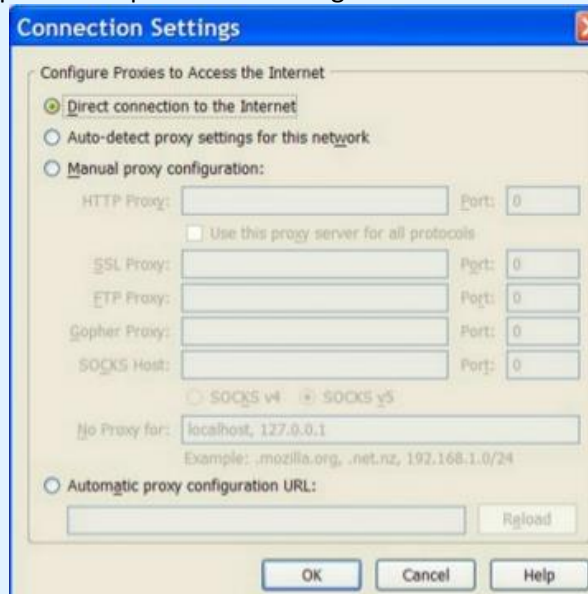 Connection Settings
Configure Proxies to Access the Internet
Direct connection to the Internet
Auto-detect proxy settings for this network
Manual proxy configuration:
HTTP Proxy: Port: 0
Use this proxy server for all protocols
SSL Proxy: Port: 0
FTP Proxy: Port: 0
Gopher Proxy: Port: 0
SOCKS Host: Port: 0
SOCKS v4 SOCKS v5
No Proxy for: localhost, 127.0.0.1
Example: .mozilla.org, .net.nz, 192.168.1.0/24
Automatic proxy configuration URL:
Reload
OK Cancel Help